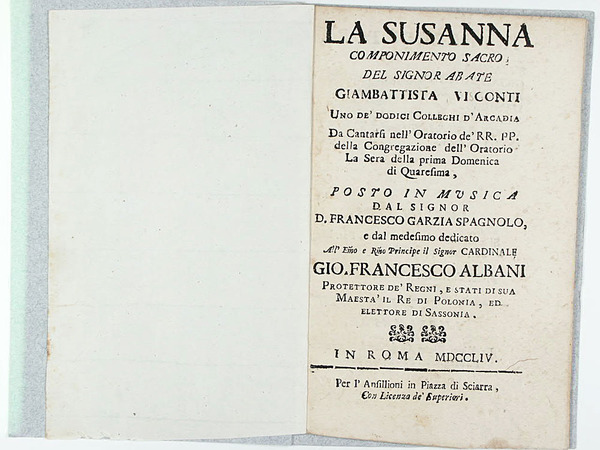 LA SUSANNA
COMPONIMENTO SACRO
DEL SIGNOR ABATE
GIAMBATTISTA VISCONTI
UNO DE' DODICI COLLEGHI D'ARCADIA
Da Cantarsi nell'Oratorio de' RR. PP.
della Congregazione dell'Oratorio
La Sera della prima Domenica
di Quaresima,
POSTO IN MVSICA
DAL SIGNOR
D. FRANCESCO GARZIA SPAGNOLO,
e dal medesimo dedicato
All' Emo e Rmo Principe il Signor CARDINALE
GIO. FRANCESCO ALBANI
PROTETTORE DE' REGNI, E STATI DI SUA
MAESTA' IL RE DI POLONIA, ED
ELETTORE DI SASSONIA.
IN ROMA MDCCLIV.
Per l' Ansillioni in Piazza di Sciarra,
Con Licenza de' Superiori.